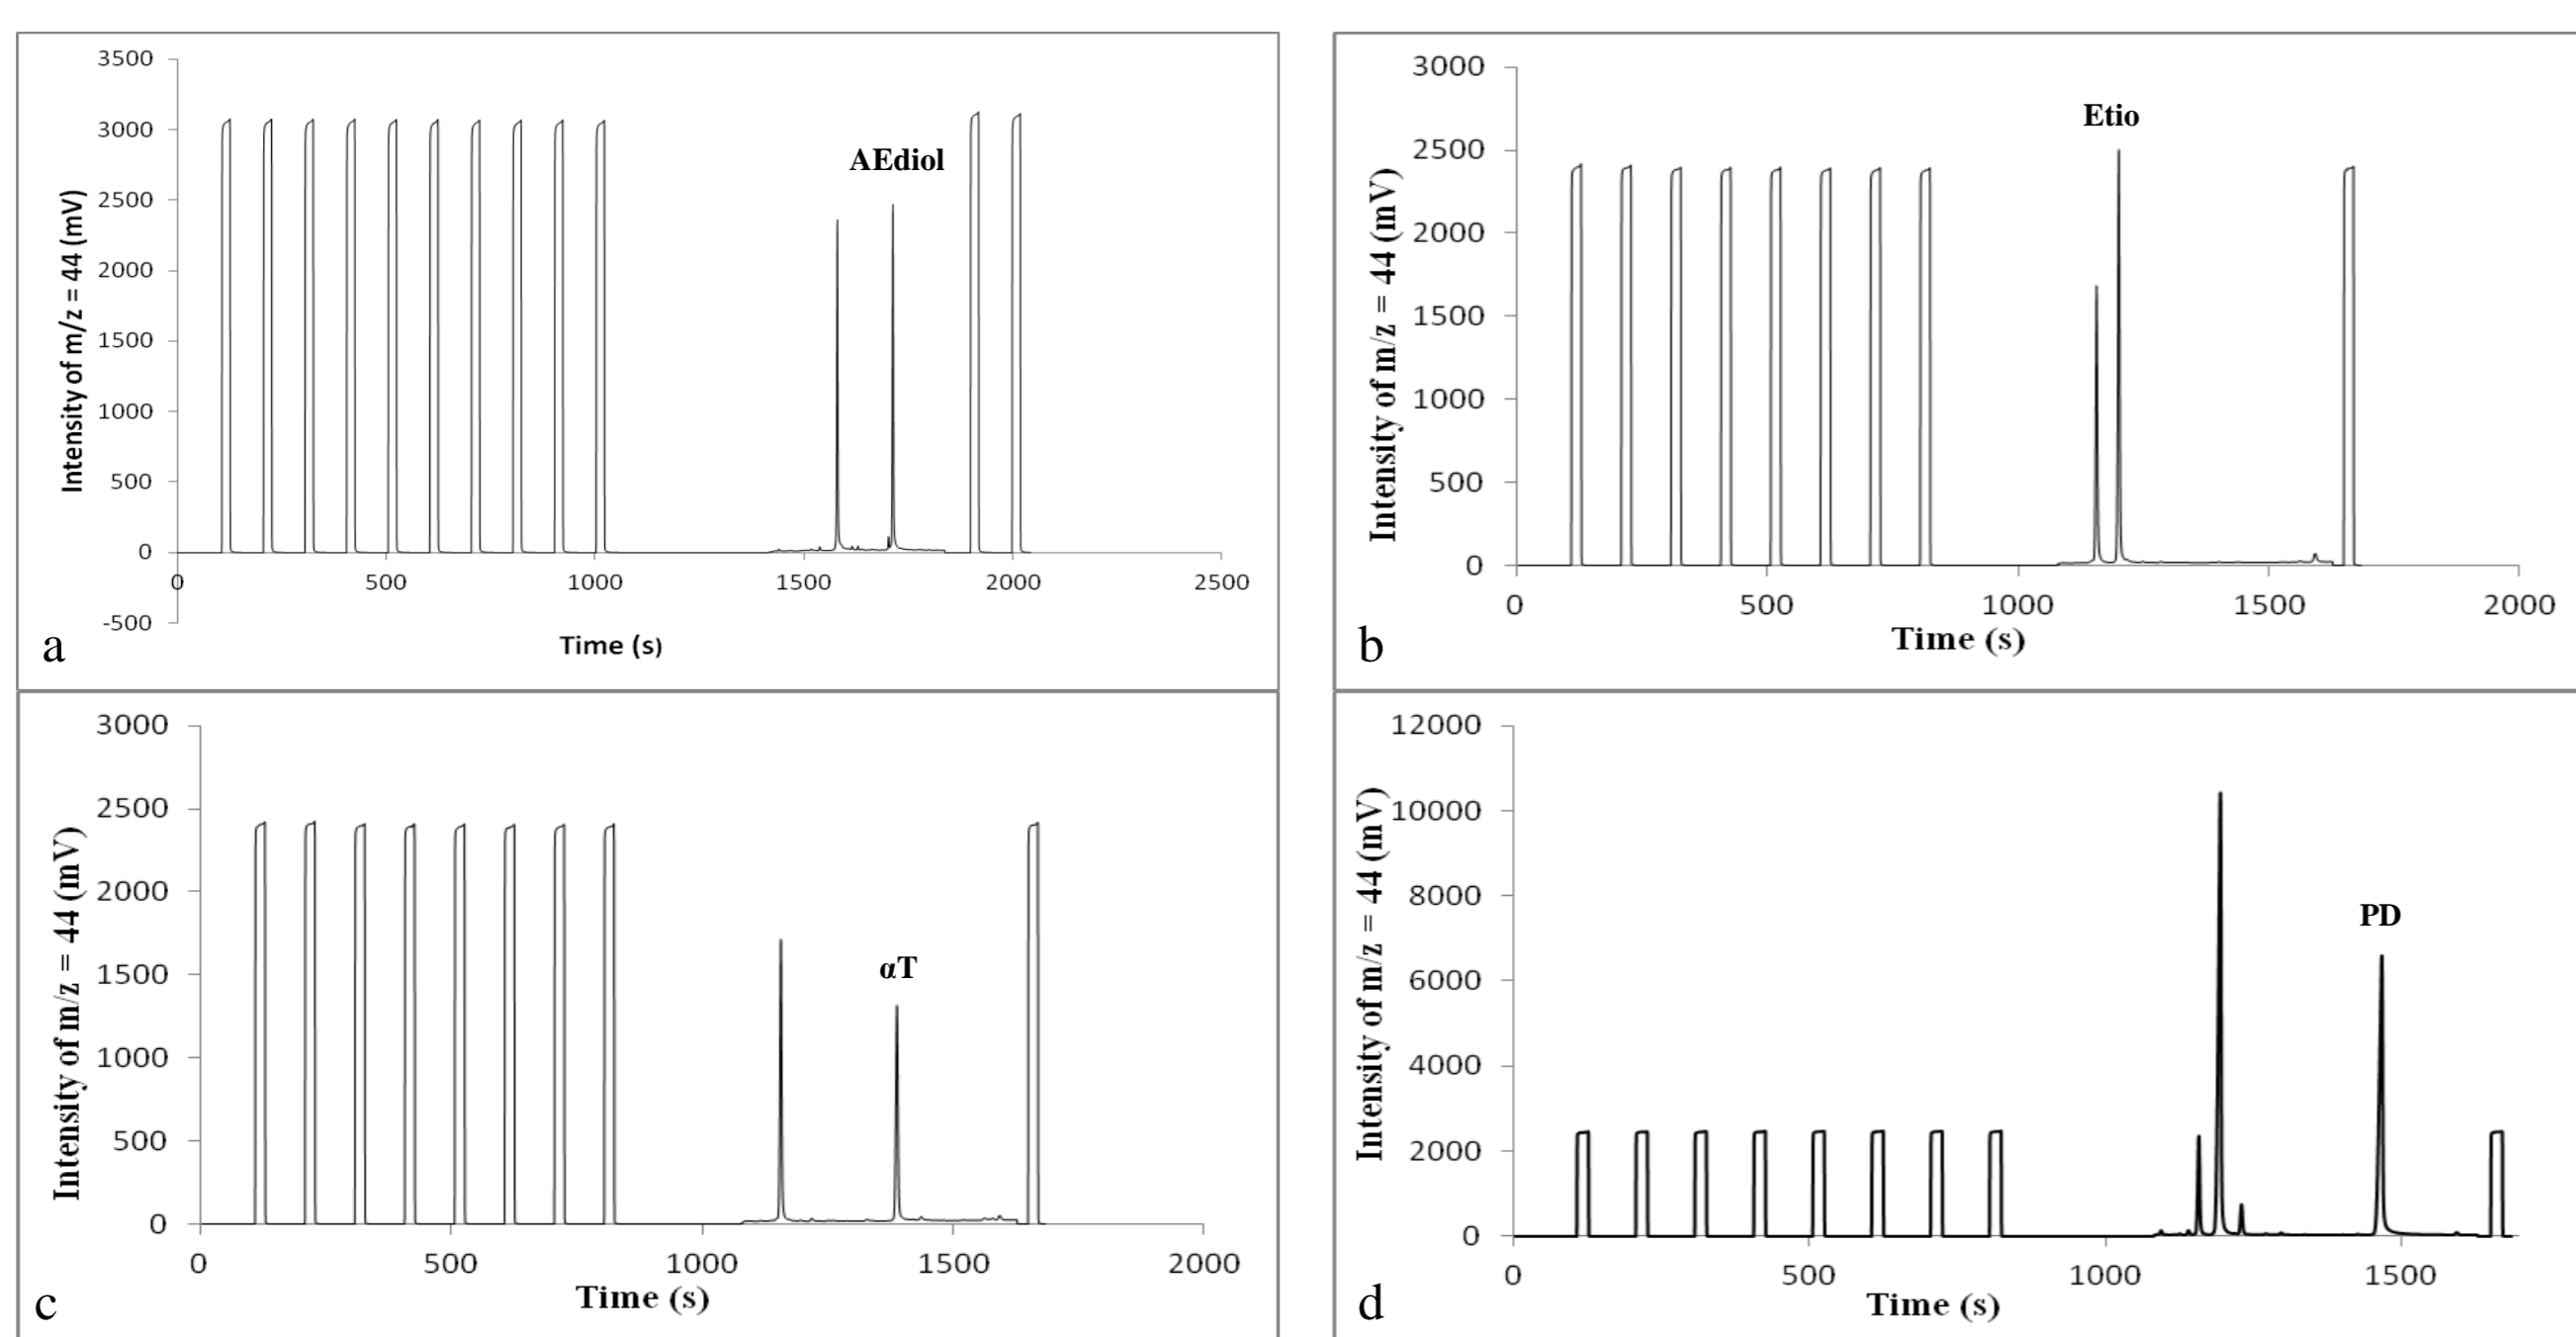 3500
3000
2500
2000
1500
1000
500
0
-500
Intensity of m/z = 44 (mV)
AEdiol
0 500 1000 1500 2000 2500
Time (s)
a
3000
2500
2000
1500
1000
500
0
Intensity of m/z = 44 (mV)
Etio
0 500 1000 1500 2000
Time (s)
b
3000
2500
2000
1500
1000
500
0
Intensity of m/z = 44 (mV)
αT
0 500 1000 1500 2000
Time (s)
c
12000
10000
8000
6000
4000
2000
0
Intensity of m/z = 44 (mV)
PD
0 500 1000 1500
Time (s)
d